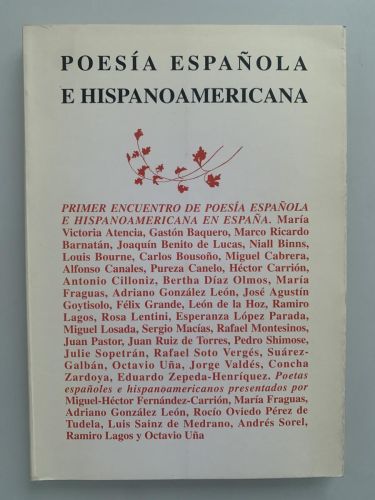 POESÍA ESPAÑOLA
E HISPANOAMERICANA
PRIMER ENCUENTRO DE POESÍA ESPAÑOLA
E HISPANOAMERICANA EN ESPAÑA. María
Victoria Atencia, Gastón Baquero, Marco Ricardo
Barnatán, Joaquín Benito de Lucas, Niall Binns,
Louis Bourne, Carlos Bousoño, Miguel Cabrera,
Alfonso Canales, Pureza Canelo, Héctor Carrión,
Antonio Cilloniz, Bertha Díaz Olmos, María
Fraguas, Adriano González León, José Agustín
Goytisolo, Félix Grande, León de la Hoz, Ramiro
Lagos, Rosa Lentini, Esperanza López Parada,
Miguel Losada, Sergio Macías, Rafael Montesinos,
Juan Pastor, Juan Ruiz de Torres, Pedro Shimose,
Julie Sopetrán, Rafael Soto Vergés, Suárez-
Galbán, Octavio Uña, Jorge Valdés, Concha
Zardoya, Eduardo Zepeda-Henríquez. Poetas
españoles e hispanoamericanos presentados por
Miguel-Héctor Fernández-Carrión, María Fraguas,
Adriano González León, Rocío Oviedo Pérez de
Tudela, Luis Sainz de Medrano, Andrés Sorel,
Ramiro Lagos y Octavio Uña